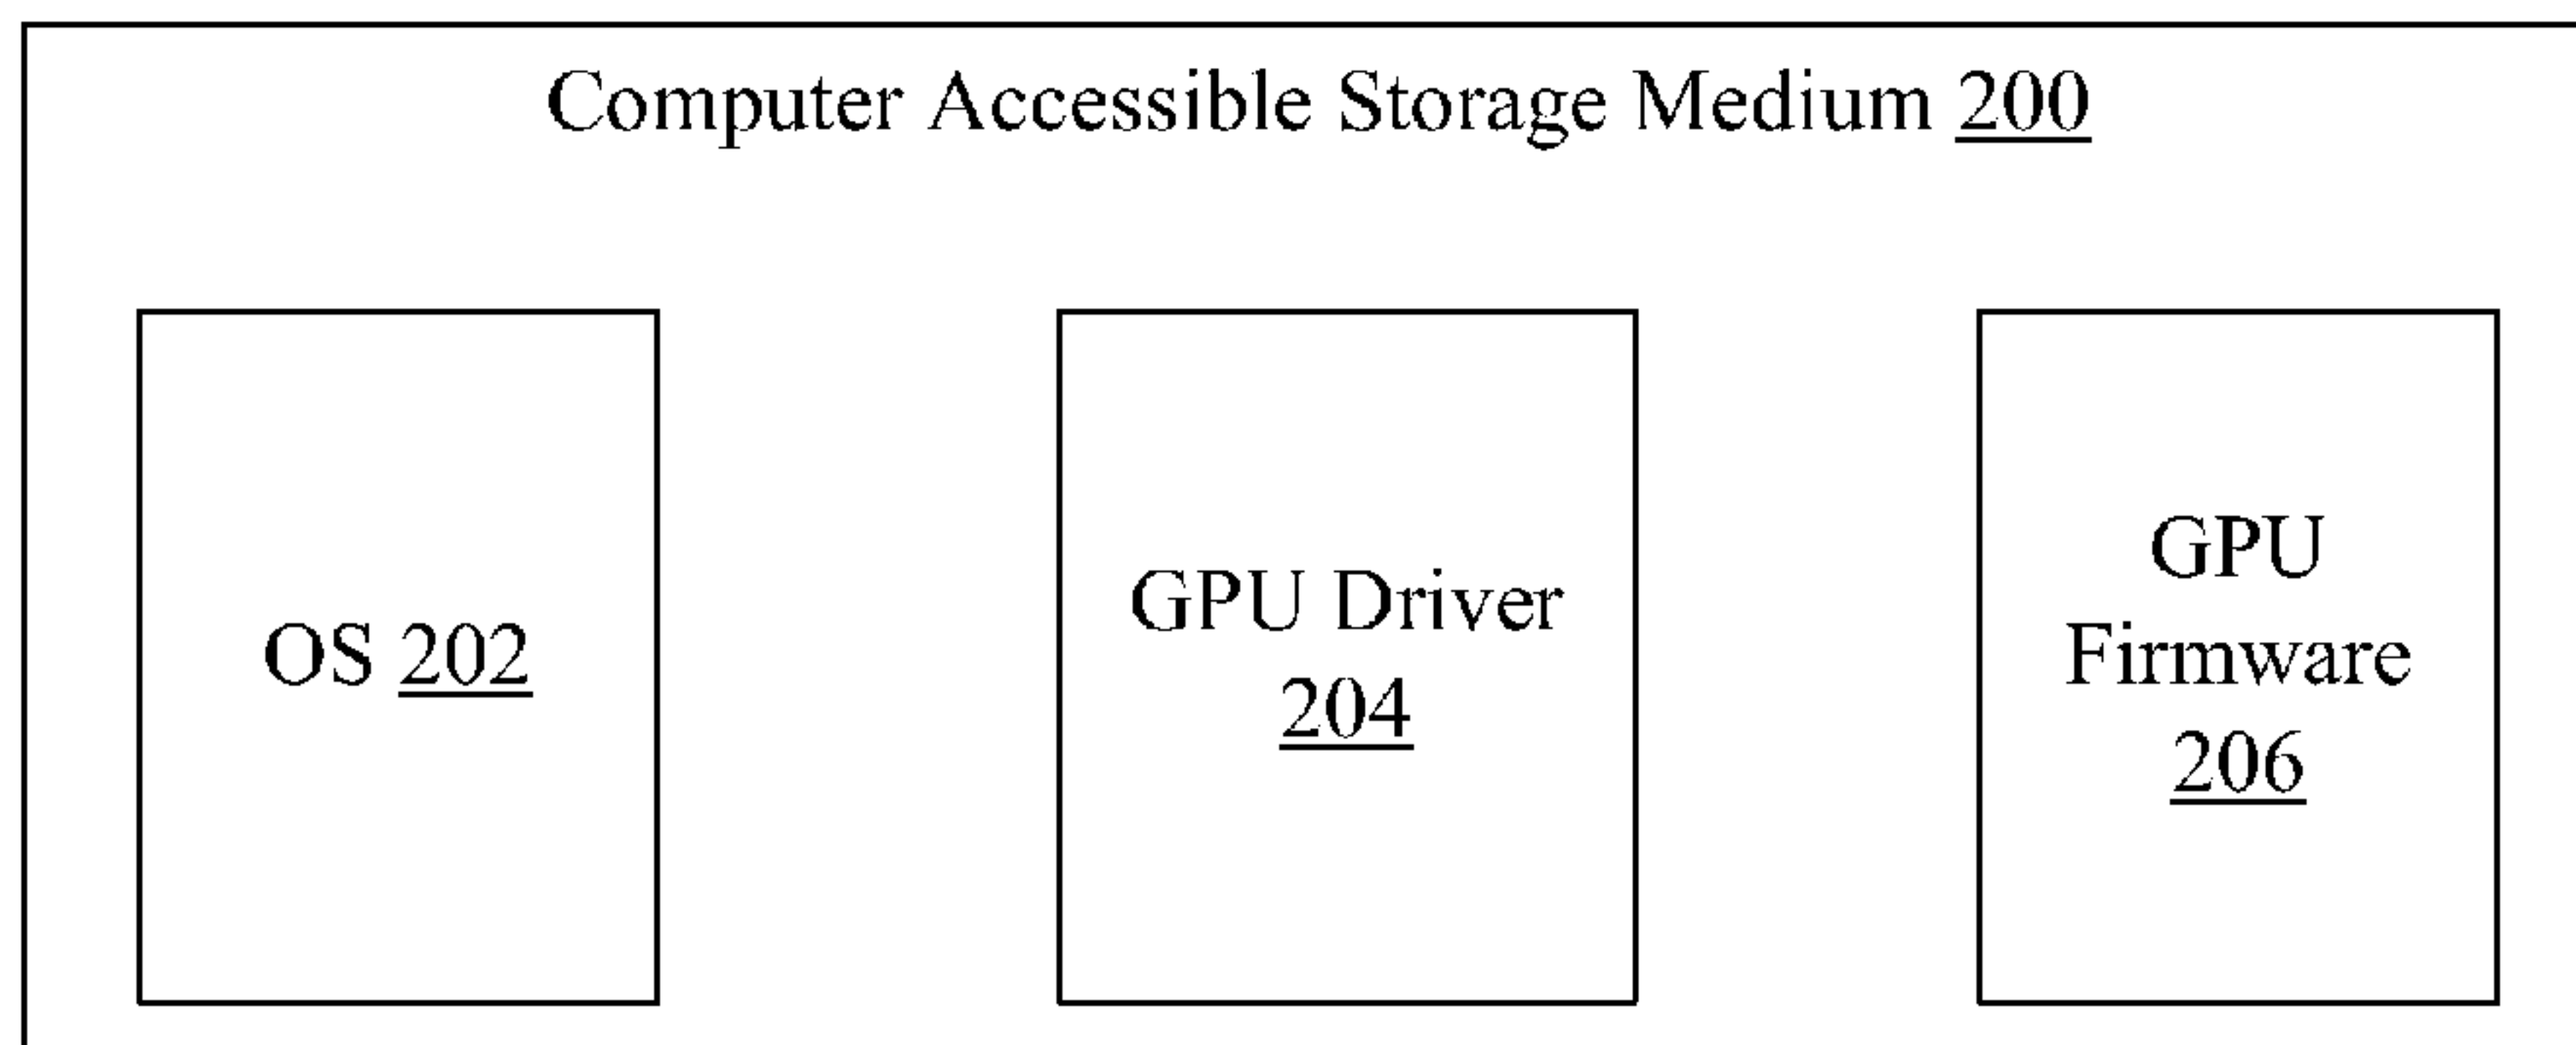 Computer Accessible Storage Medium 200
OS 202
GPU Driver
204
GPU
Firmware
206